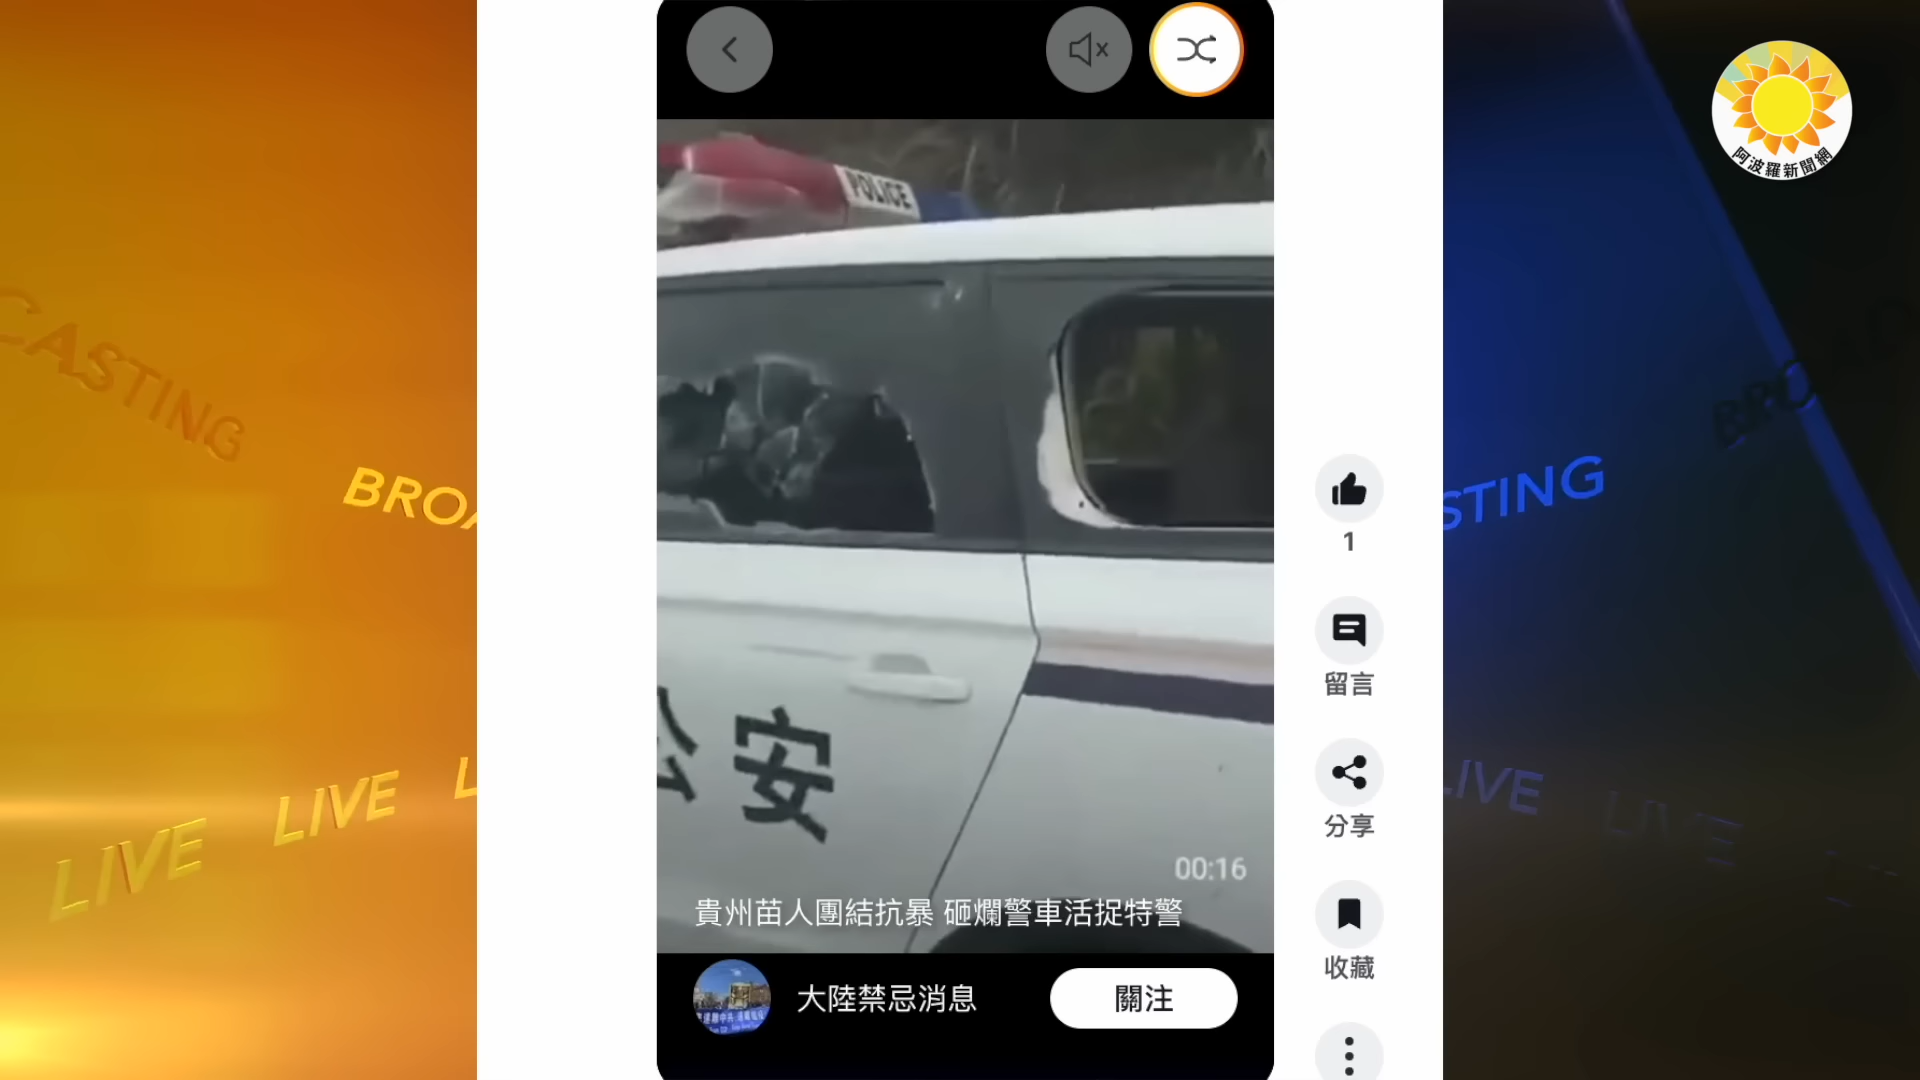 POLICE
阿波羅新聞網
CASTING
BROA
BRO
STING
1
留言
公安
LIVE
LIVE
L
LIVE
LIVE
分享
00:16
貴州苗人團結抗暴 砸爛警車活捉特警
收藏
大陸禁忌消息
關注